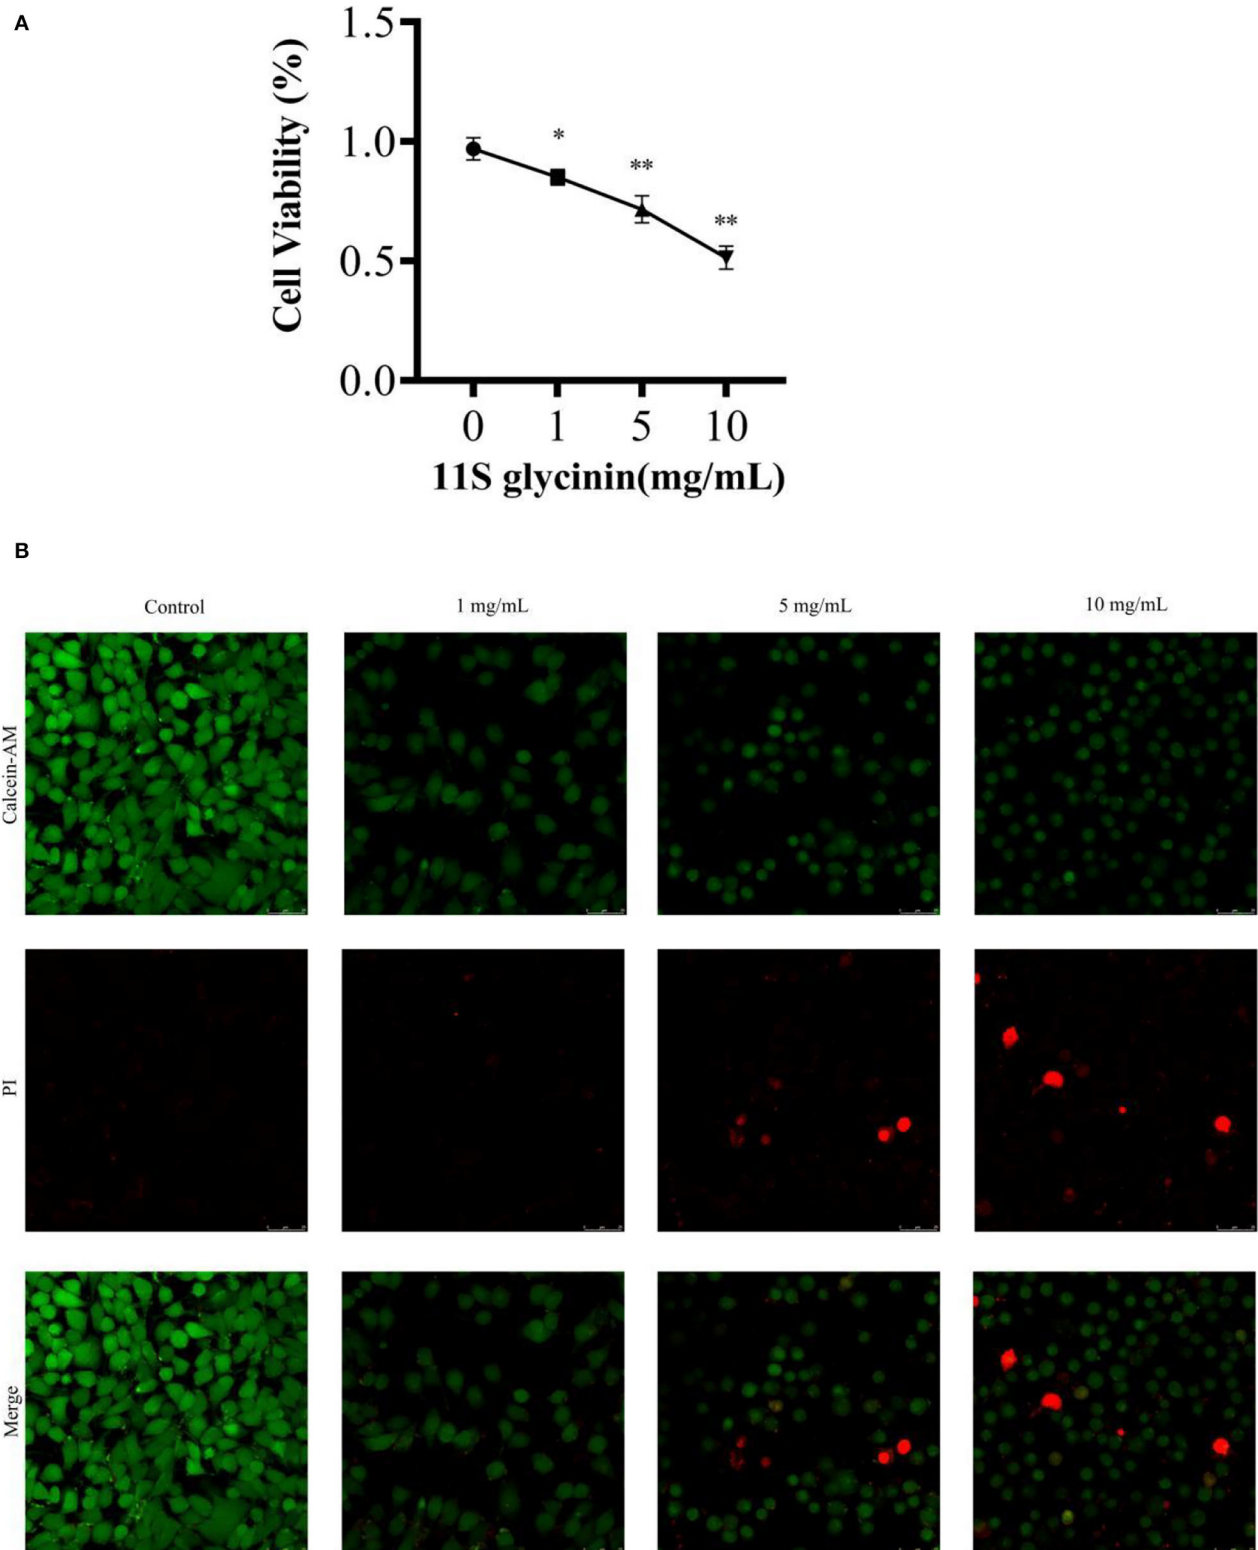 A
Cell Viability (%)
1.5
*
1.0
**
**
0.5
0.0
0 1 5 10
11S glycinin(mg/mL)
B
Control 1 mg/mL 5 mg/mL 10 mg/mL
Calcein-AM
PI
Merge